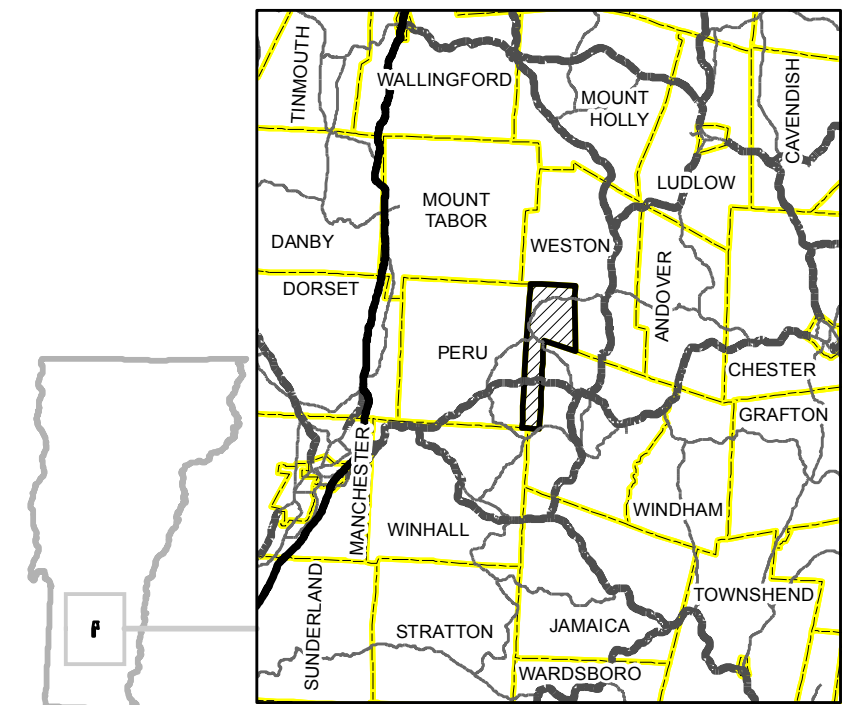 TINMOUTH
WALLINGFORD
MOUNT
HOLLY
CAVENDISH
LUDLOW
MOUNT
TABOR
DANBY
WESTON
DORSET
ANDOVER
PERU
CHESTER
GRAFTON
MANCHESTER
WINHALL
WINDHAM
SUNDERLAND
STRATTON
JAMAICA
TOWNSHEND
WARDSBORO